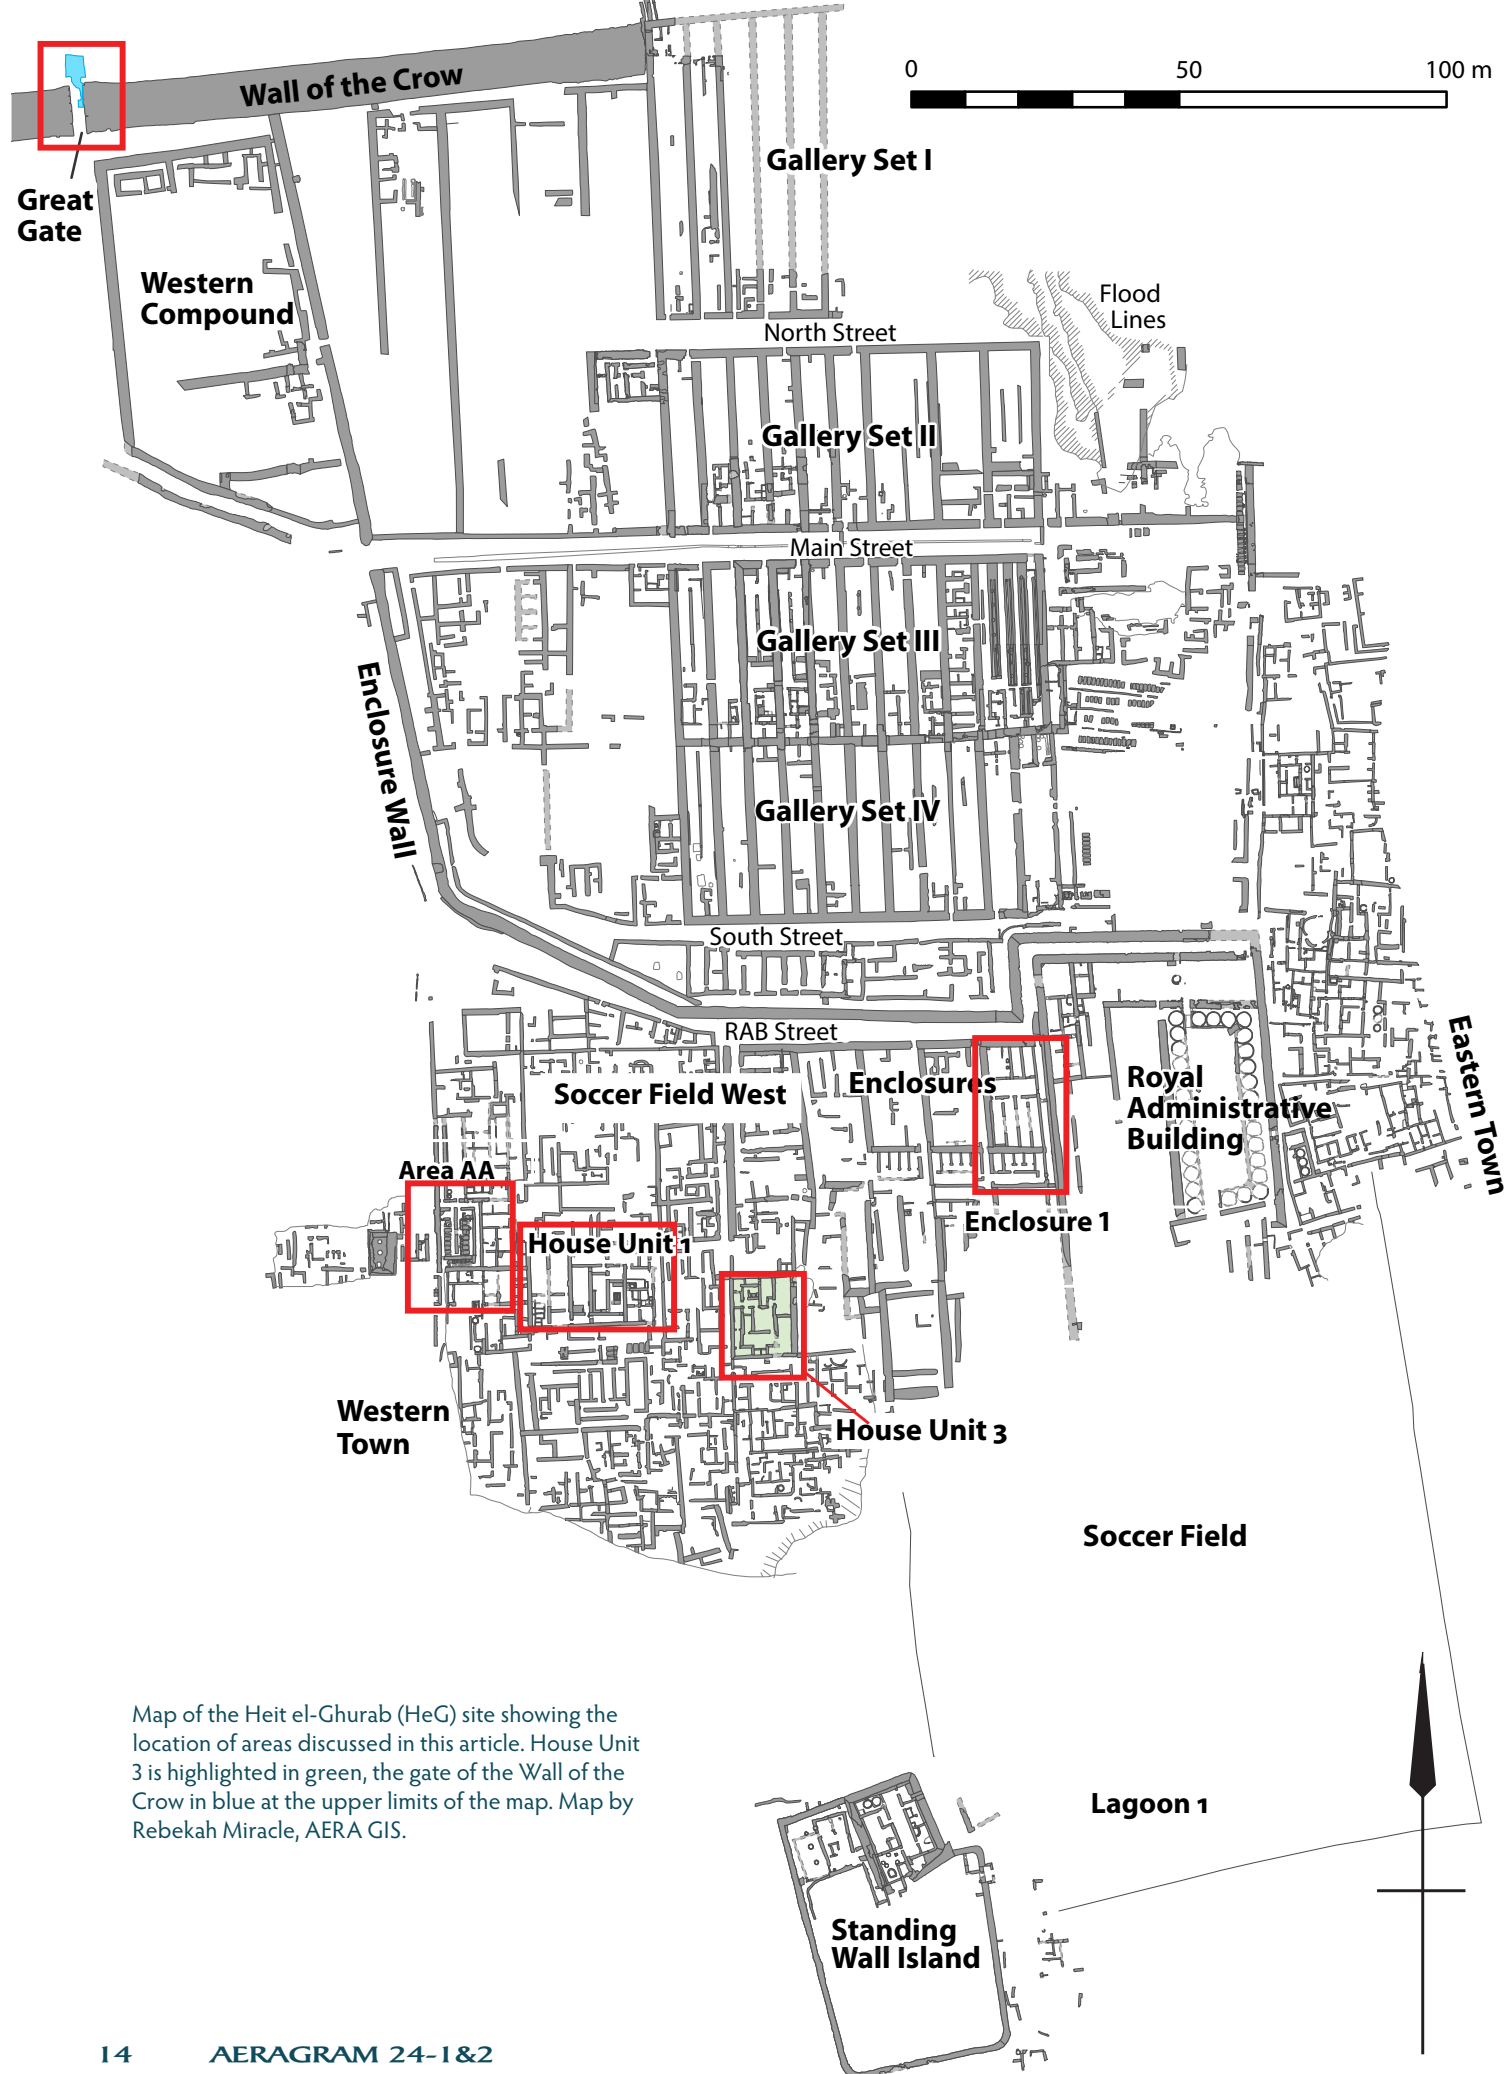 0 50 100 m
Wall of the Crow
Gallery Set I
Great
Gate
Western
Compound
Flood
Lines
North Street
Gallery Set II
Main Street
Gallery Set III
Enclosure Wall
Gallery Set IV
South Street
RAB Street
Eastern Town
Soccer Field West
Enclosures
Royal
Administrative
Building
Area AA
Enclosure 1
House Unit 1
Western
Town
House Unit 3
Soccer Field
Map of the Heit el-Ghurab (HeG) site showing the
location of areas discussed in this article. House Unit
3 is highlighted in green, the gate of the Wall of the
Crow in blue at the upper limits of the map. Map by
Rebekah Miracle, AERA GIS.
Lagoon 1
Standing
Wall Island
14 AERAGRAM 24-1&2